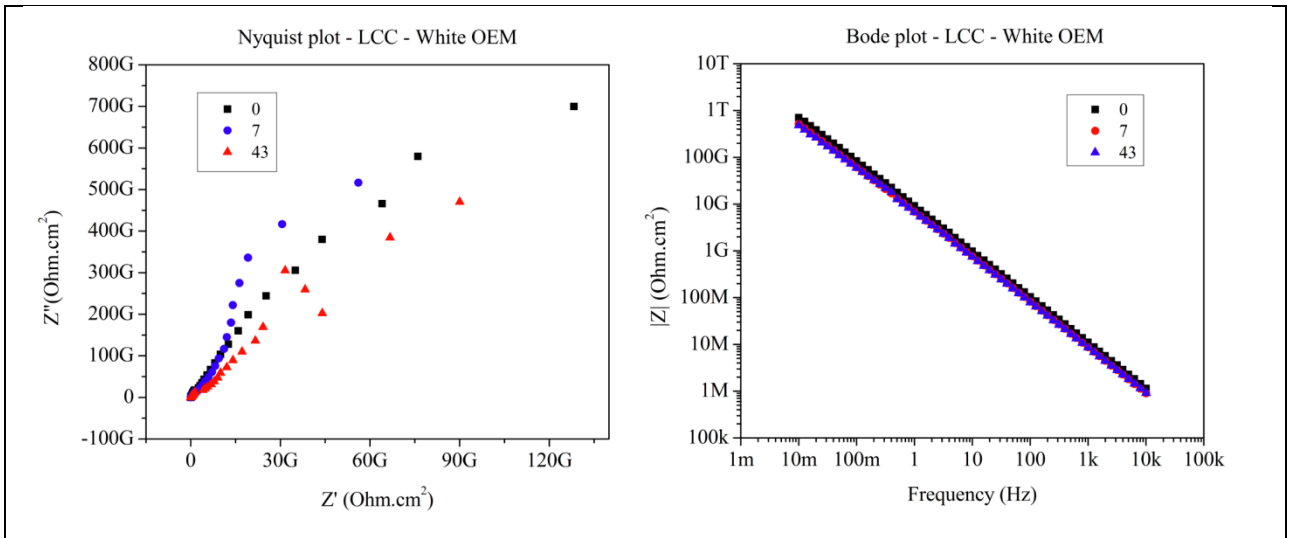 Nyquist plot - LCC - White OEM
800G
700G
600G
500G
400G
300G
200G
100G
0
-100G
Z''(Ohm.cm²)
0
7
43
0
30G
60G
90G
120G
Z' (Ohm.cm²)
Bode plot - LCC - White OEM
10T
1T
100G
10G
1G
100M
10M
1M
100k
|Z| (Ohm.cm²)
0
7
43
1m
10m
100m
1
10
100
1k
10k
100k
Frequency (Hz)